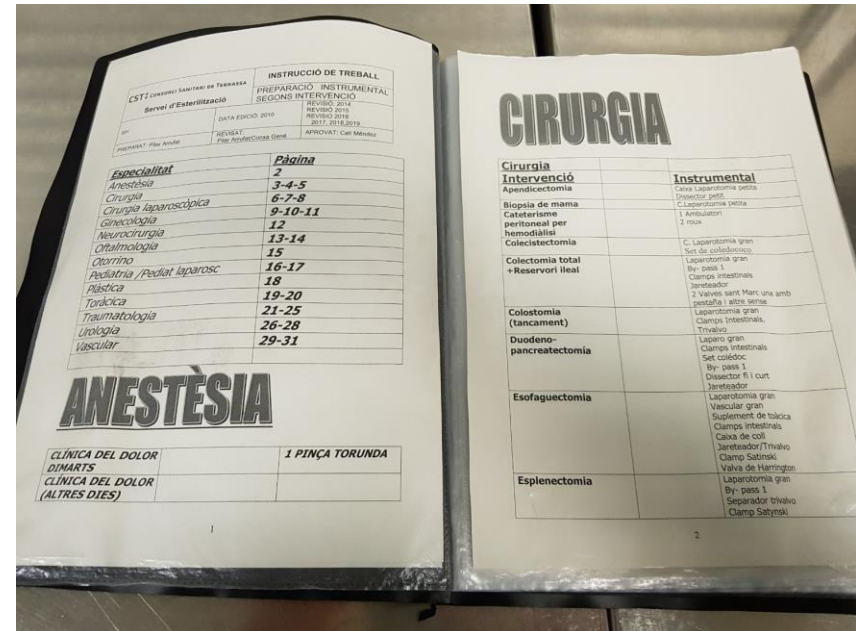 CSTi CONSORCI SANITARI DE TERRASSA
Servei d'Esterilització
INSTRUCCIÓ DE TREBALL
PREPARACIÓ INSTRUMENTAL
SEGONS INTERVENCIÓ
DATA EDICIÓ: 2010
REVISIÓ: 2014
REVISIÓ 2015
REVISIÓ 2016
2017, 2018,2019
PREPARAT: Pilar Arrufat
REVISAT:
Pilar Arrufat/Conxa Gené
APROVAT: Cati Méndez
Especialitat Pàgina
Anestèsia 2
Cirurgia 3-4-5
Cirurgia laparoscòpica 6-7-8
Ginecologia 9-10-11
Neurocirurgia 12
Oftalmologia 13-14
Otorrino 15
Pediatria /Pediat laparosc 16-17
Plàstica 18
Toràcica 19-20
Traumatologia 21-25
Urologia 26-28
Vascular 29-31
ANESTÈSIA
CLÍNICA DEL DOLOR 1 PINÇA TORUNDA
DIMARTS
CLÍNICA DEL DOLOR
(ALTRES DIES)
1
CIRURGIA
Cirurgia
Intervenció Instrumental
Apendicectomia Caixa Laparotomia petita
Dissector petit
Biopsia de mama C.Laparotomia petita
Cateterisme 1 Ambulatori
peritoneal per 2 roux
hemodiàlisi
Colecistectomia C. Laparotomia gran
Set de coledococo
Colectomia total Laparotomia gran
+Reservori ileal By- pass 1
Clamps intestinals
Jareteador
2 Valves sant Marc una amb
pestaña i altre sense
Colostomia Laparotomia gran
(tancament) Clamps Intestinals,
Trivalvo
Duodeno- Laparo gran
pancreatectomia Clamps intestinals
Set colèdoc
By- pass 1
Dissector fi i curt
Jareteador
Esofaguectomia Laparotomia gran
Vascular gran
Suplement de toàcica
Clamps intestinals
Caixa de coll
Jareteador/Trivalvo
Clamp Satinski
Valva de Harrington
Esplenectomia Laparotomia gran
By- pass 1
Separador trivalvo
Clamp Satynski
2